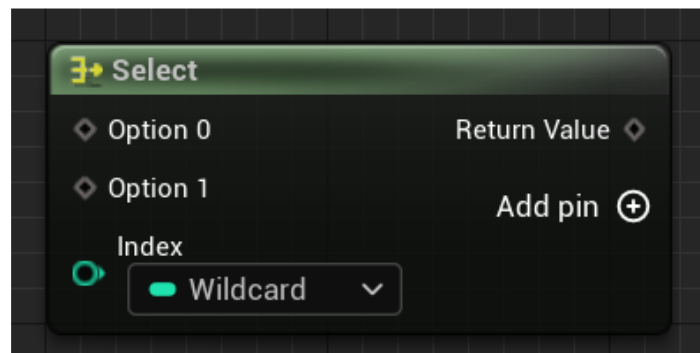 Select
Option 0
Return Value
Option 1
Add pin
Index
Wildcard